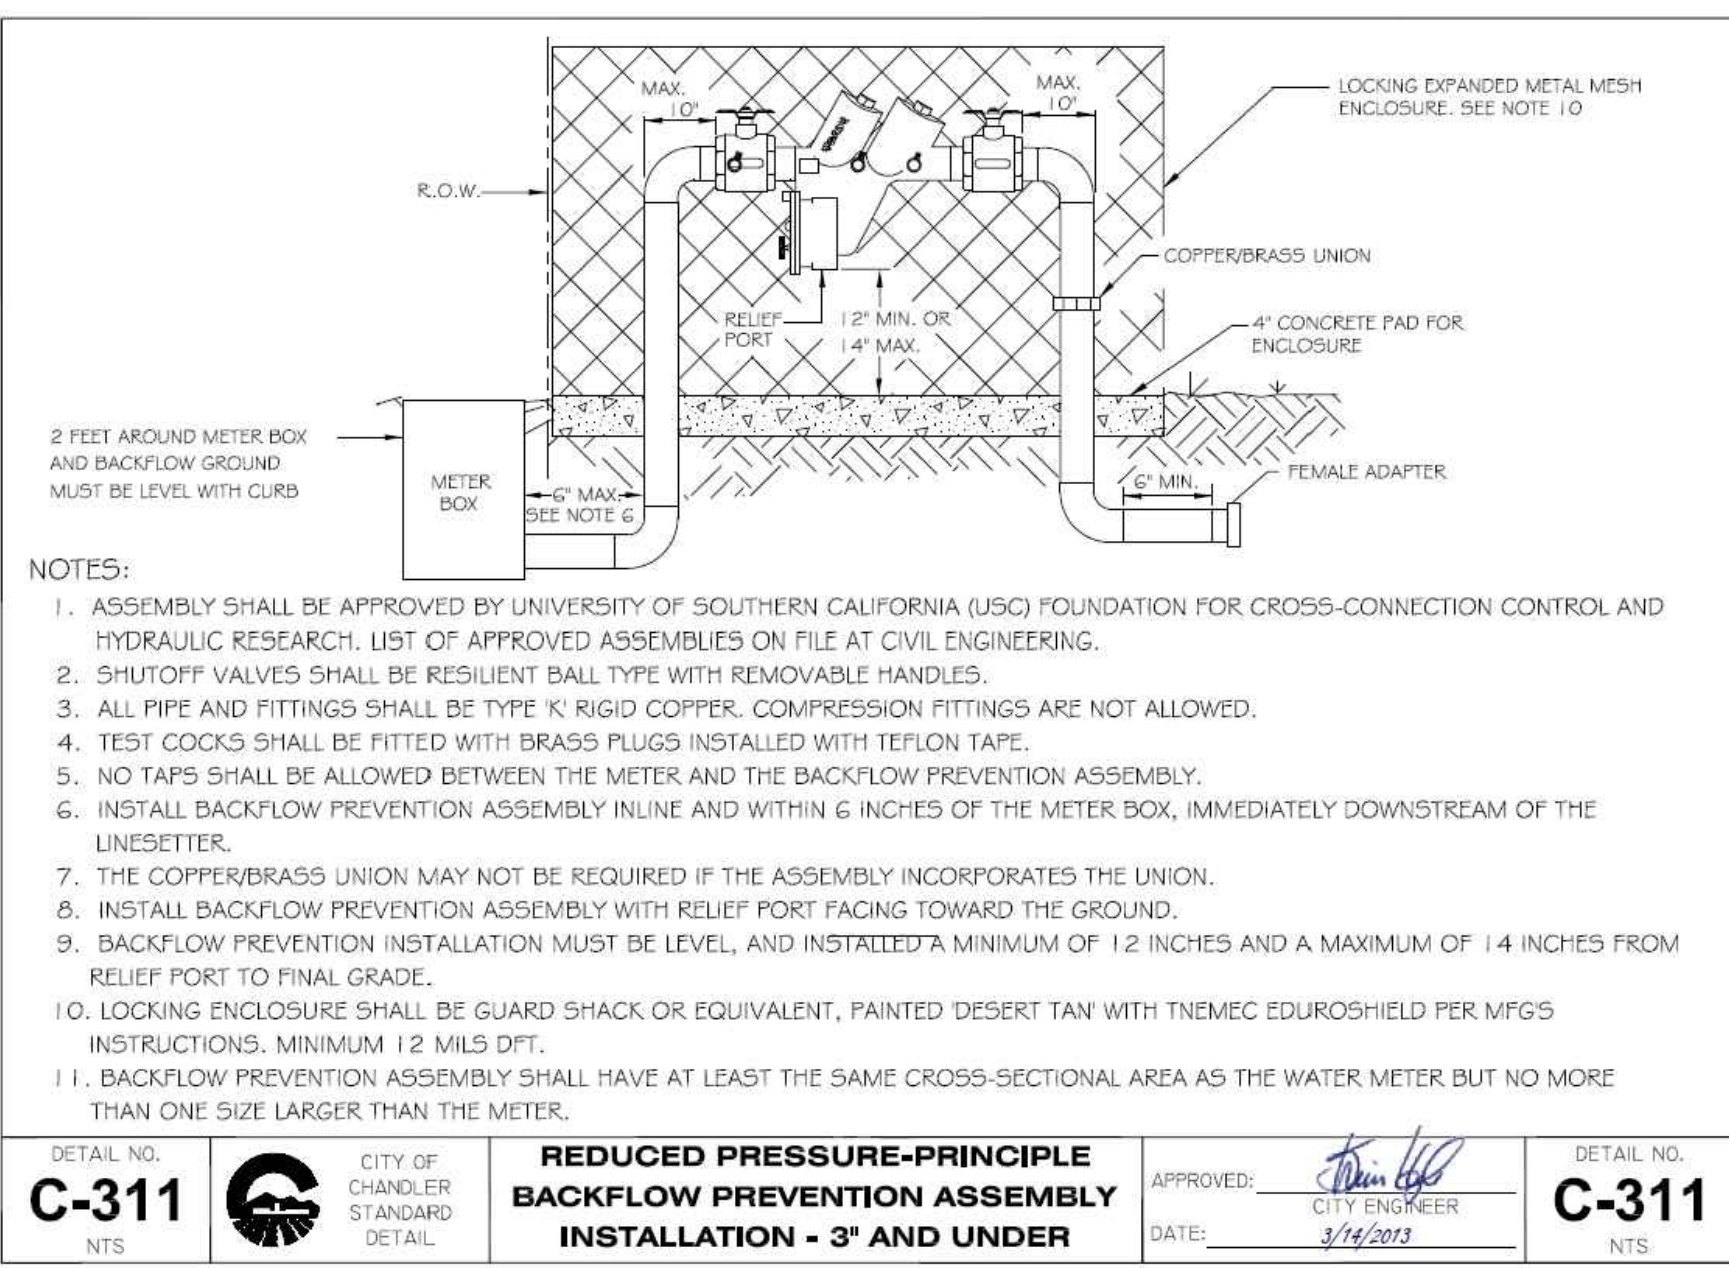 MAX.
10"
MAX.
10"
LOCKING EXPANDED METAL MESH
ENCLOSURE. SEE NOTE 10
R.O.W.
COPPER/BRASS UNION
RELIEF
PORT
12" MIN. OR
14" MAX.
4" CONCRETE PAD FOR
ENCLOSURE
2 FEET AROUND METER BOX
AND BACKFLOW GROUND
MUST BE LEVEL WITH CURB
METER
BOX
6" MAX.
SEE NOTE 6
6" MIN.
FEMALE ADAPTER
NOTES:
1. ASSEMBLY SHALL BE APPROVED BY UNIVERSITY OF SOUTHERN CALIFORNIA (USC) FOUNDATION FOR CROSS-CONNECTION CONTROL AND
HYDRAULIC RESEARCH. LIST OF APPROVED ASSEMBLIES ON FILE AT CIVIL ENGINEERING.
2. SHUTOFF VALVES SHALL BE RESILIENT BALL TYPE WITH REMOVABLE HANDLES.
3. ALL PIPE AND FITTINGS SHALL BE TYPE 'K' RIGID COPPER. COMPRESSION FITTINGS ARE NOT ALLOWED.
4. TEST COCKS SHALL BE FITTED WITH BRASS PLUGS INSTALLED WITH TEFLON TAPE.
5. NO TAPS SHALL BE ALLOWED BETWEEN THE METER AND THE BACKFLOW PREVENTION ASSEMBLY.
6. INSTALL BACKFLOW PREVENTION ASSEMBLY INLINE AND WITHIN 6 INCHES OF THE METER BOX, IMMEDIATELY DOWNSTREAM OF THE
LINESETTER.
7. THE COPPER/BRASS UNION MAY NOT BE REQUIRED IF THE ASSEMBLY INCORPORATES THE UNION.
8. INSTALL BACKFLOW PREVENTION ASSEMBLY WITH RELIEF PORT FACING TOWARD THE GROUND.
9. BACKFLOW PREVENTION INSTALLATION MUST BE LEVEL, AND INSTALLED A MINIMUM OF 12 INCHES AND A MAXIMUM OF 14 INCHES FROM
RELIEF PORT TO FINAL GRADE.
10. LOCKING ENCLOSURE SHALL BE GUARD SHACK OR EQUIVALENT, PAINTED 'DESERT TAN' WITH TNEMEC EDUROSHIELD PER MFG'S
INSTRUCTIONS. MINIMUM 12 MILS DFT.
11. BACKFLOW PREVENTION ASSEMBLY SHALL HAVE AT LEAST THE SAME CROSS-SECTIONAL AREA AS THE WATER METER BUT NO MORE
THAN ONE SIZE LARGER THAN THE METER.
DETAIL NO.
C-311
NTS
CITY OF
CHANDLER
STANDARD
DETAIL
REDUCED PRESSURE-PRINCIPLE
BACKFLOW PREVENTION ASSEMBLY
INSTALLATION - 3" AND UNDER
APPROVED:
CITY ENGINEER
DATE: 3/14/2013
DETAIL NO.
C-311
NTS